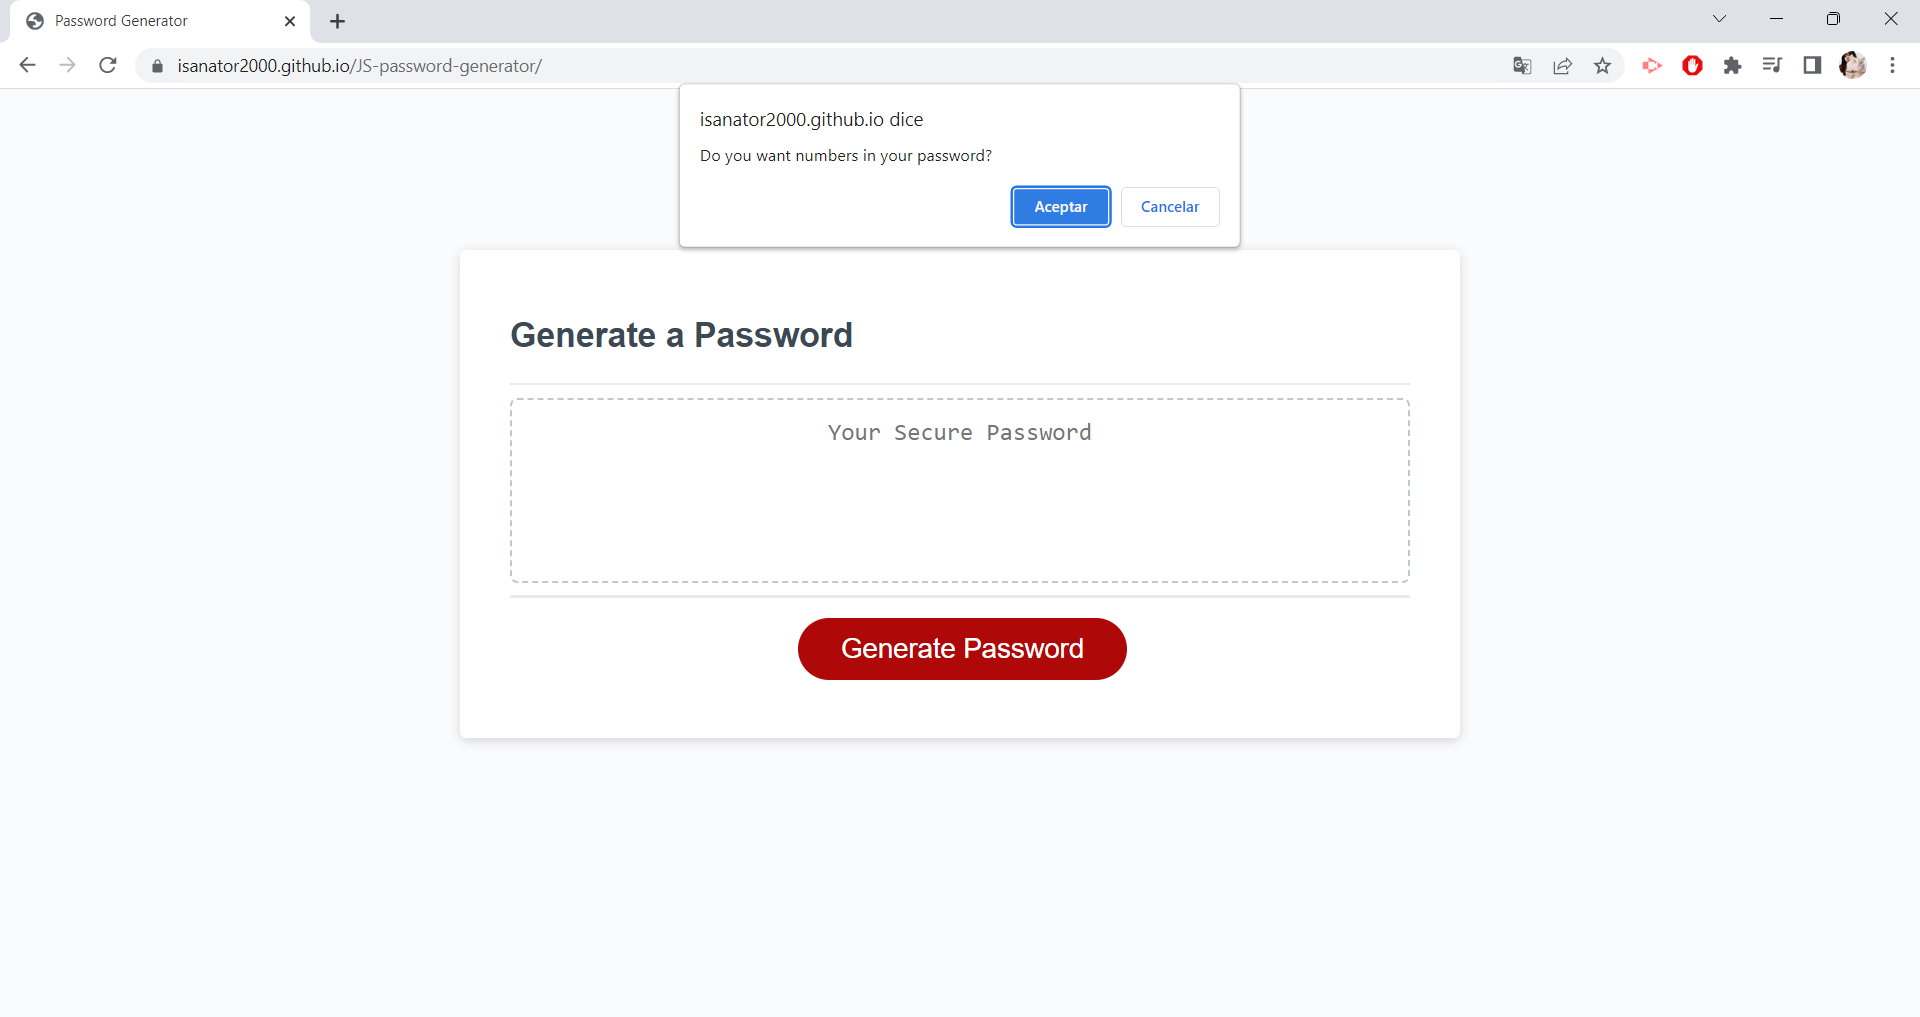 Password Generator
isanator2000.github.io/JS-password-generator/
isanator2000.github.io dice
Do you want numbers in your password?
Aceptar
Cancelar
Generate a Password
Your Secure Password
Generate Password